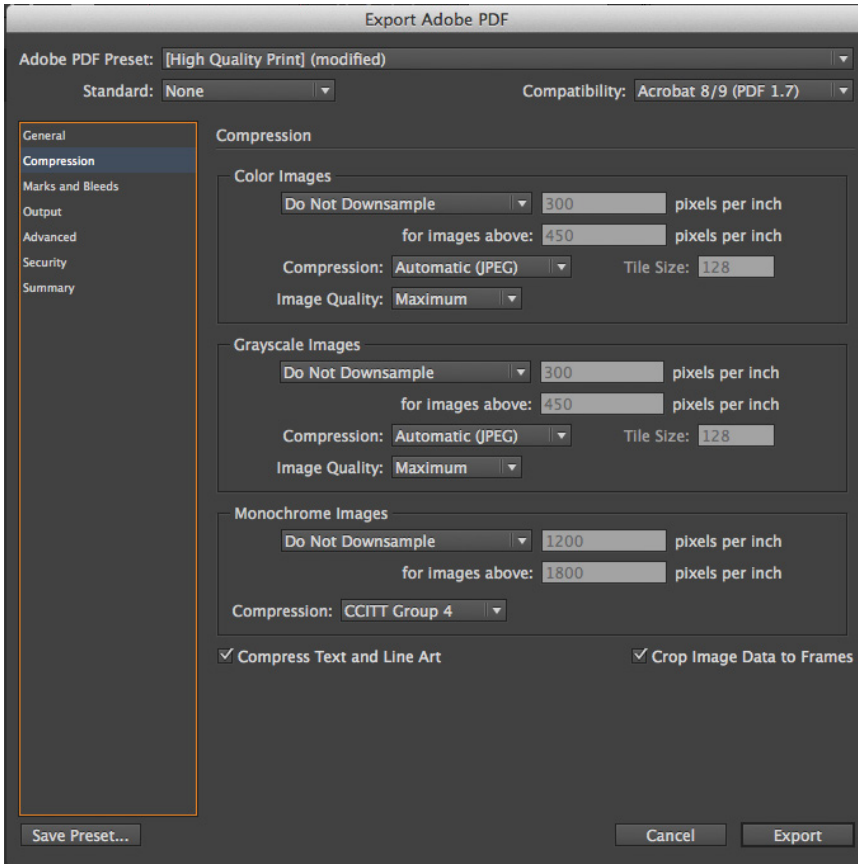 Export Adobe PDF
Adobe PDF Preset: [High Quality Print] (modified)
Standard: None Compatibility: Acrobat 8/9 (PDF 1.7)
General
Compression
Marks and Bleeds
Output
Advanced
Security
Summary
Compression
Color Images
Do Not Downsample 300 pixels per inch
for images above: 450 pixels per inch
Compression: Automatic (JPEG) Tile Size: 128
Image Quality: Maximum
Grayscale Images
Do Not Downsample 300 pixels per inch
for images above: 450 pixels per inch
Compression: Automatic (JPEG) Tile Size: 128
Image Quality: Maximum
Monochrome Images
Do Not Downsample 1200 pixels per inch
for images above: 1800 pixels per inch
Compression: CCITT Group 4
Compress Text and Line Art Crop Image Data to Frames
Save Preset... Cancel Export